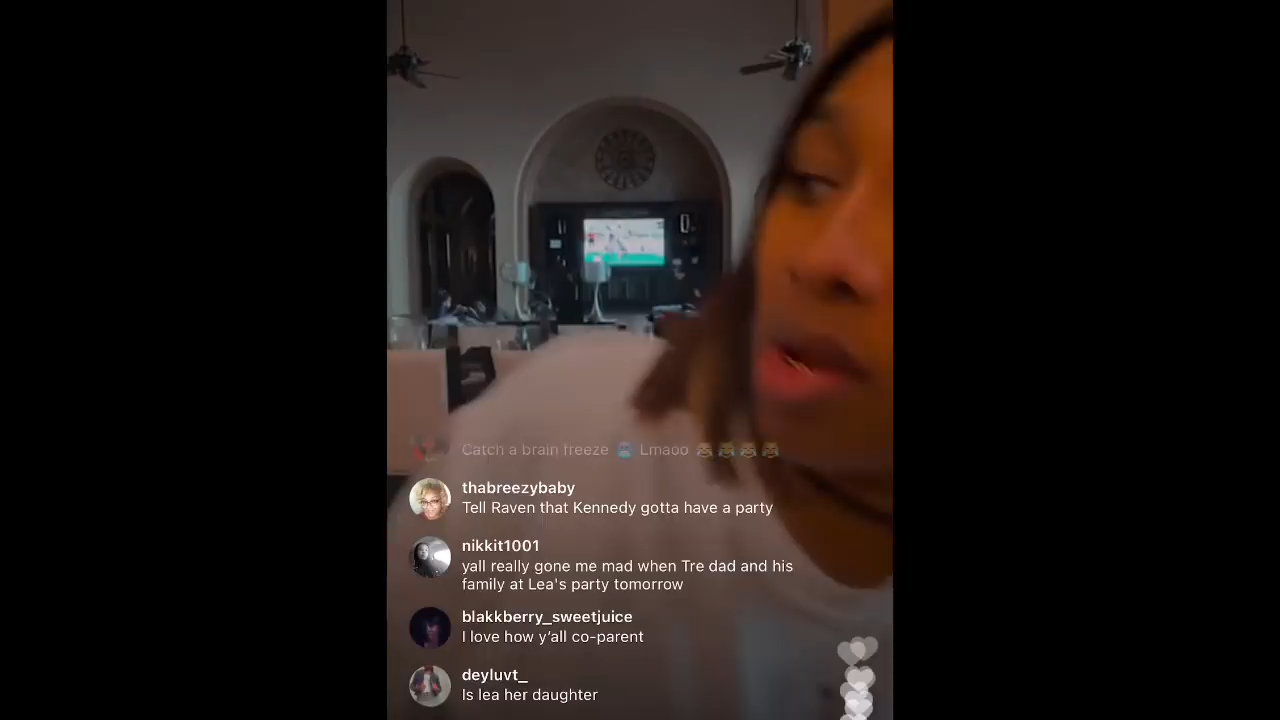 Catch a brain freeze 🥶 Lmaoo 😂😂😂😂
thabreezybaby
Tell Raven that Kennedy gotta have a party
nikkit1001
yall really gone me mad when Tre dad and his
family at Lea's party tomorrow
blakkberry_sweetjuice
I love how y'all co-parent
deyluvt_
Is lea her daughter